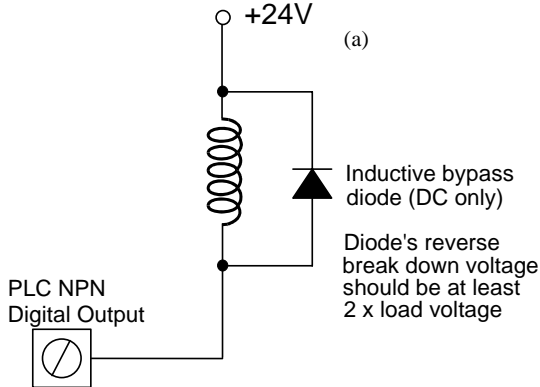 +24V
(a)
Inductive bypass
diode (DC only)
Diode's reverse
break down voltage
should be at least
2 x load voltage
PLC NPN
Digital Output